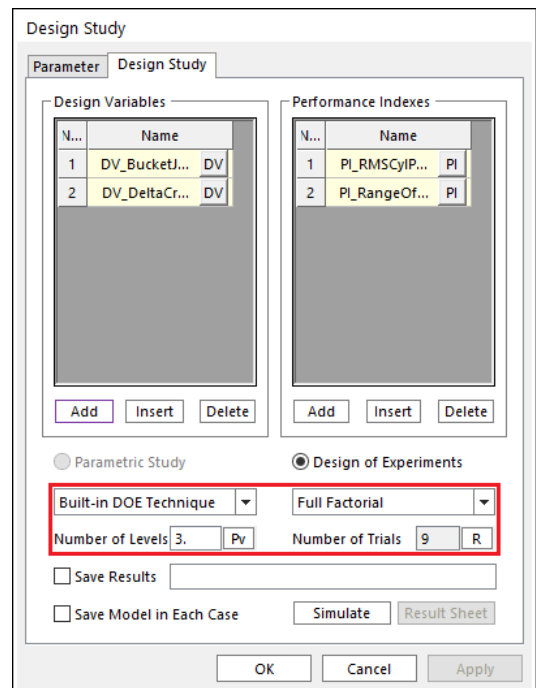 Design Study
Parameter Design Study
Design Variables Performance Indexes
N... Name N... Name
1 DV_BucketJ... DV 1 PI_RMSCylP... PI
2 DV_DeltaCr... DV 2 PI_RangeOf... PI
Add Insert Delete Add Insert Delete
Parametric Study Design of Experiments
Built-in DOE Technique Full Factorial
Number of Levels 3. Pv Number of Trials 9 R
Save Results
Save Model in Each Case Simulate Result Sheet
OK Cancel Apply